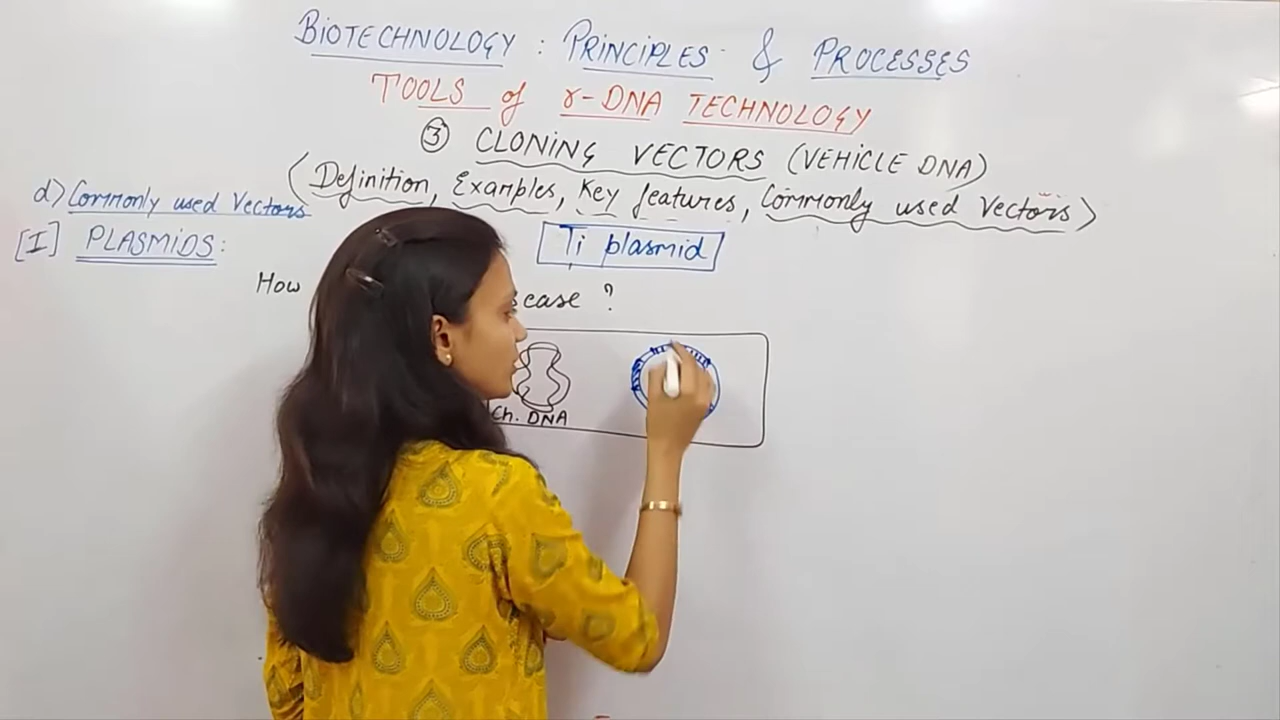 BIOTECHNOLOGY : PRINCIPLES & PROCESSES
TOOLS of r-DNA TECHNOLOGY
③ CLONING VECTORS (VEHICLE DNA)
(Definition, Examples, Key features, Commonly used Vectors)
d) Commonly used Vectors
[I] PLASMIDS:
Ti plasmid
How
?
Ch. DNA